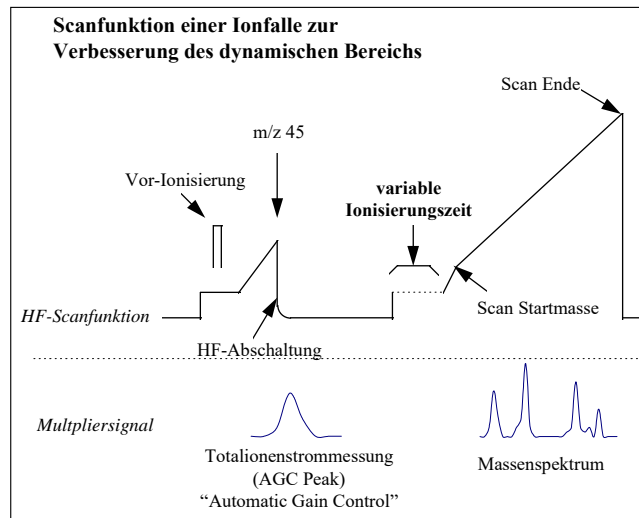 Scanfunktion einer Ionfalle zur
Verbesserung des dynamischen Bereichs
Scan Ende
m/z 45
Vor-Ionisierung
variable
Ionisierungszeit
Scan Startmasse
HF-Scanfunktion
HF-Abschaltung
Multpliersignal
Totalionenstrommessung
(AGC Peak)
“Automatic Gain Control”
Massenspektrum